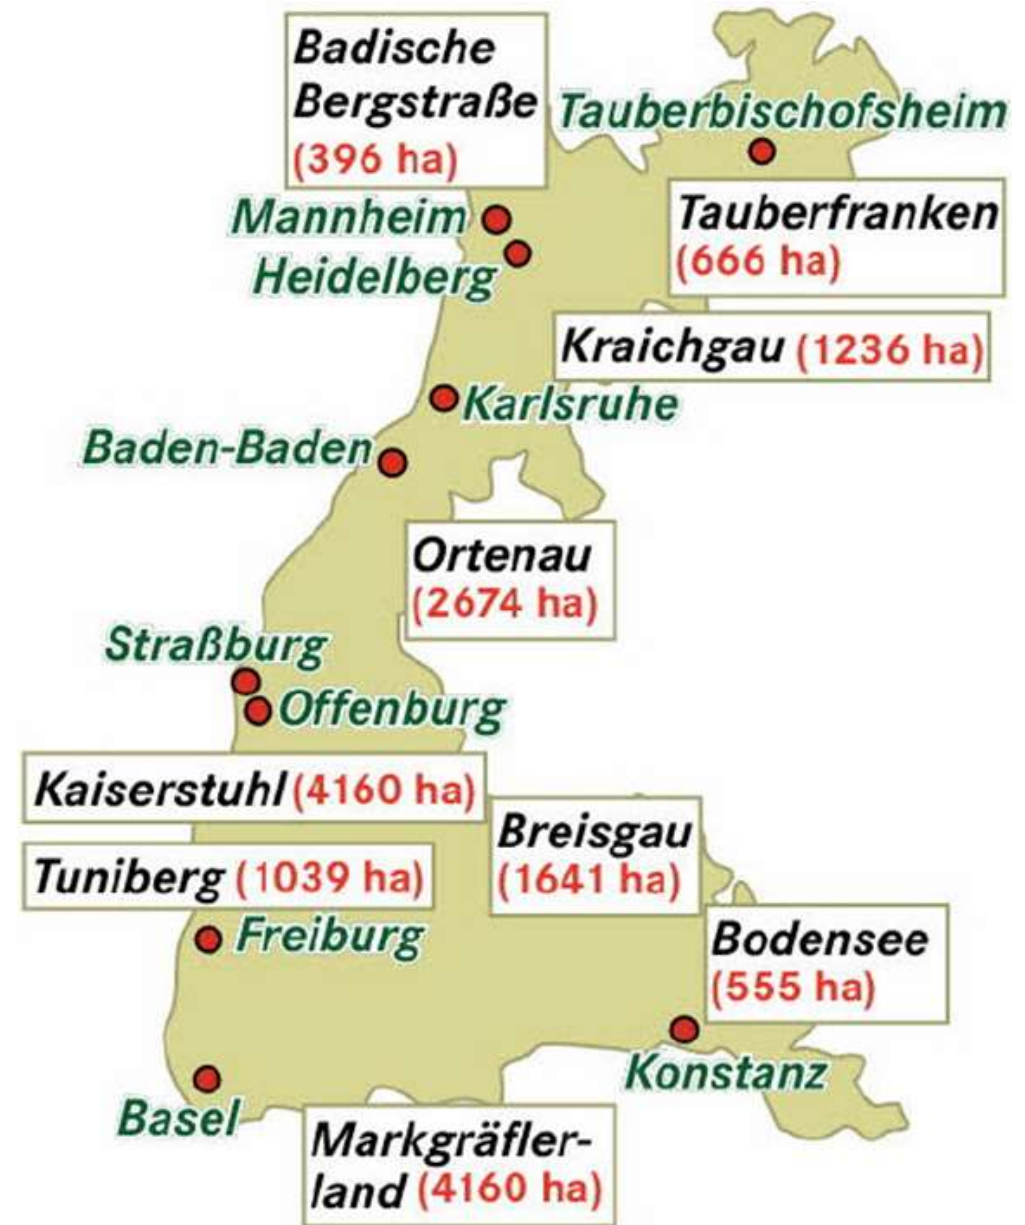 Badische
Bergstraße
(396 ha)
Tauberbischofsheim
Mannheim
Tauberfranken
(666 ha)
Heidelberg
Kraichgau (1236 ha)
Karlsruhe
Baden-Baden
Ortenau
(2674 ha)
Straßburg
Offenburg
Kaiserstuhl (4160 ha)
Breisgau
(1641 ha)
Tuniberg (1039 ha)
Freiburg
Bodensee
(555 ha)
Konstanz
Basel
Markgräfler-
land (4160 ha)